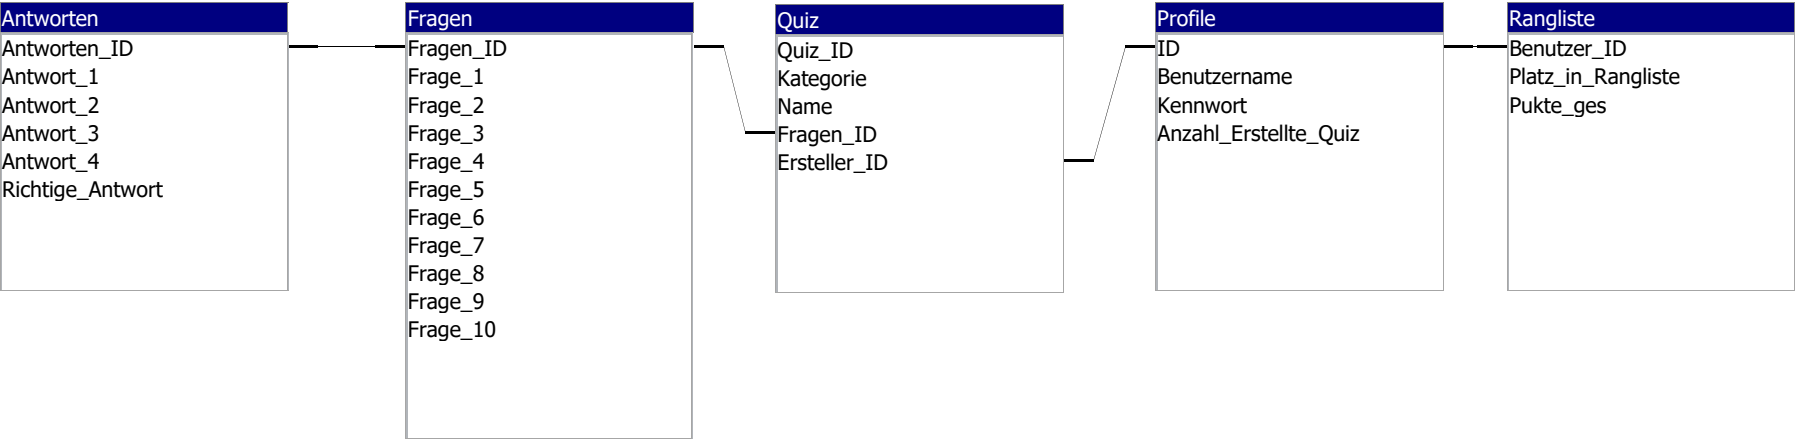 Antworten
Antworten_ID
Antwort_1
Antwort_2
Antwort_3
Antwort_4
Richtige_Antwort
Fragen
Fragen_ID
Frage_1
Frage_2
Frage_3
Frage_4
Frage_5
Frage_6
Frage_7
Frage_8
Frage_9
Frage_10
Quiz
Quiz_ID
Kategorie
Name
Fragen_ID
Ersteller_ID
Profile
ID
Benutzername
Kennwort
Anzahl_Erstellte_Quiz
Rangliste
Benutzer_ID
Platz_in_Rangliste
Pukte_ges